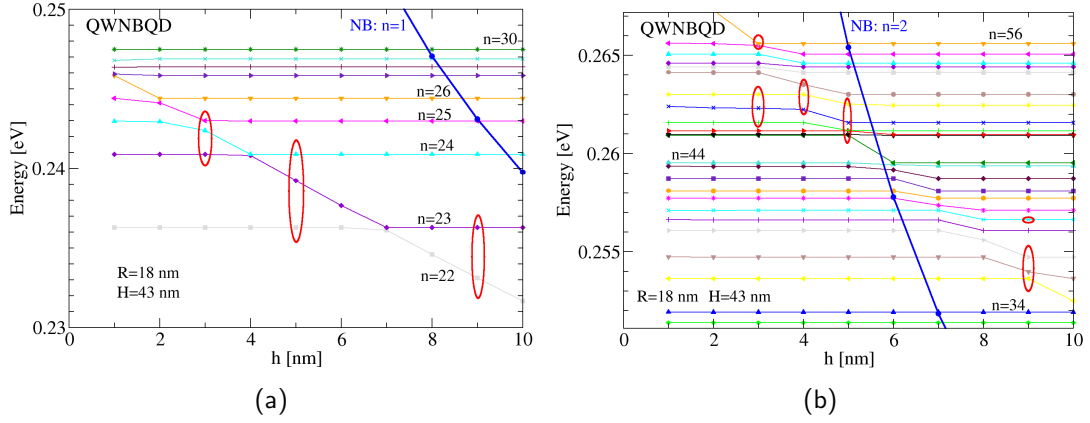 QWNBQD
NB: n=1
n=30
n=26
n=25
n=24
n=23
n=22
R=18 nm
H=43 nm
0.25
0.24
0.23
Energy [eV]
0 2 4 6 8 10
h [nm]
(a)
QWNBQD
NB: n=2
n=56
n=44
n=34
R=18 nm H=43 nm
0.265
0.26
0.255
Energy [eV]
0 2 4 6 8 10
h [nm]
(b)